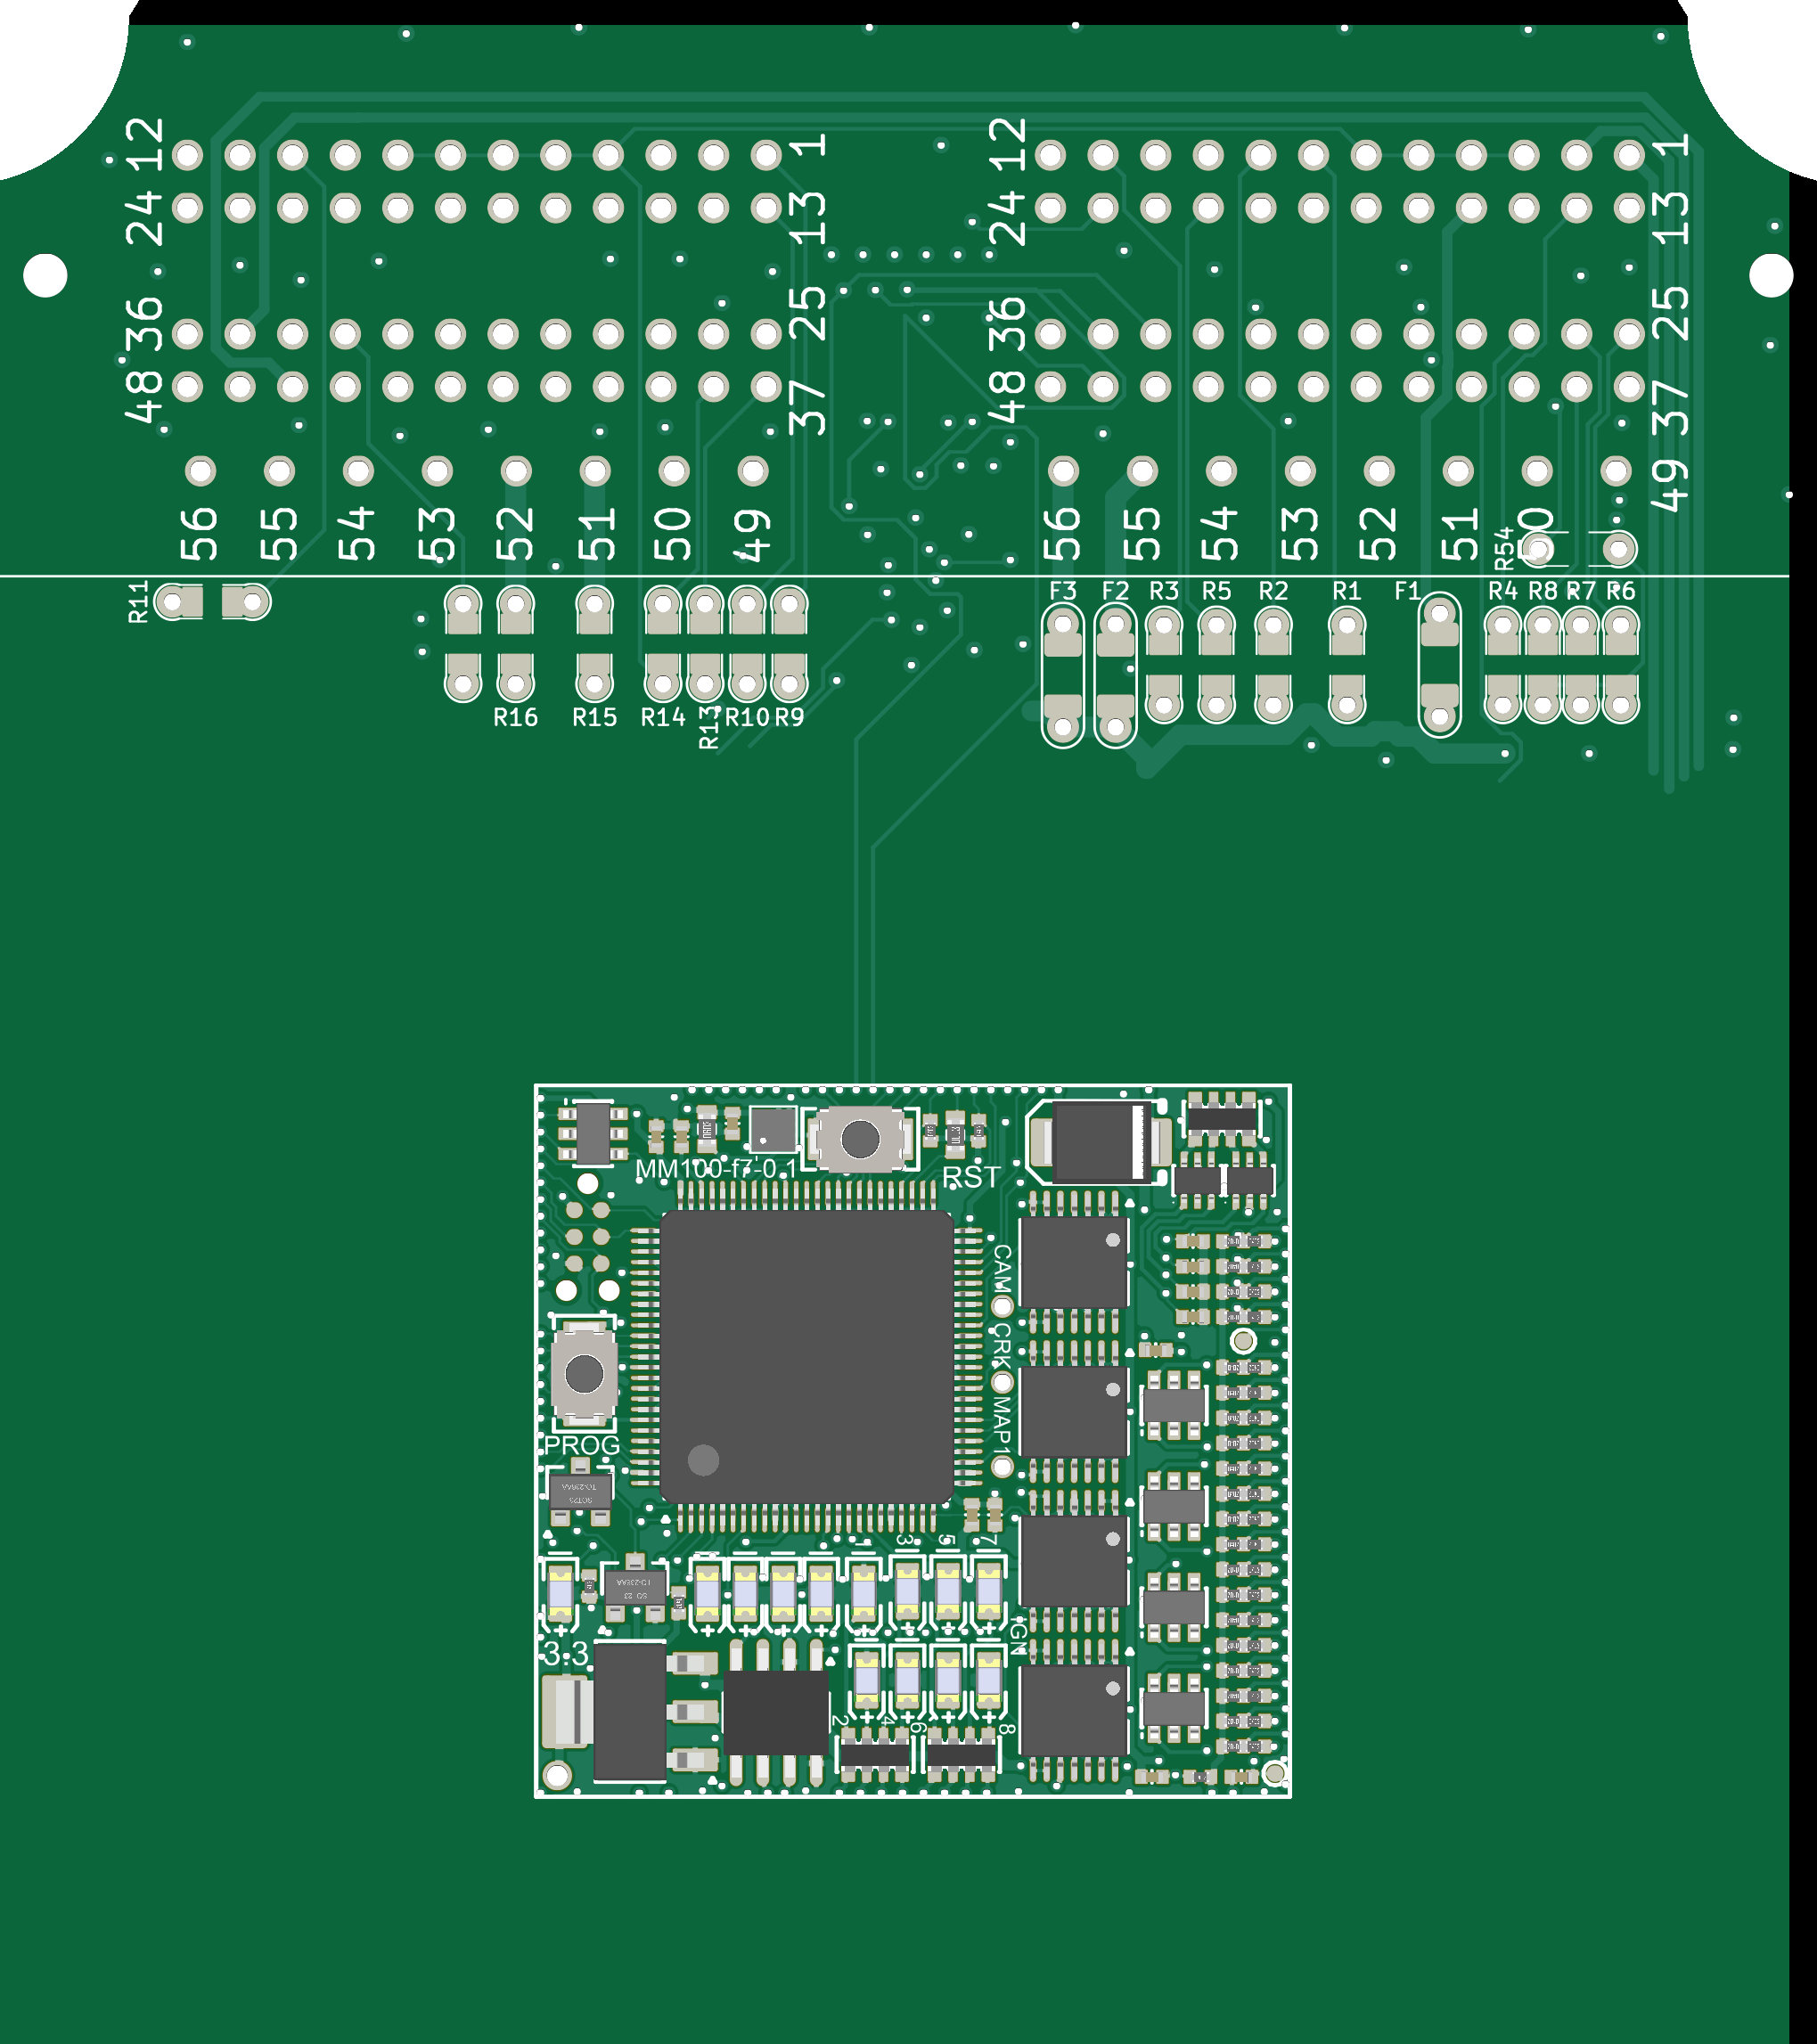 12 1 12 1
24 13 24 13
36 25 36 25
48 37 48 37
49
56 55 54 53 52 51 50 49 56 55 54 53 52 51
R54
R11
F3 F2 R3 R5 R2 R1 F1 R4 R8 R7 R6
R16 R15 R14 R13 R10 R9
MM100-f7-0.1
RST
CAM
CRK
MAP1
PROG
1 3 5 7
IGN
3.3
2 4 6 8